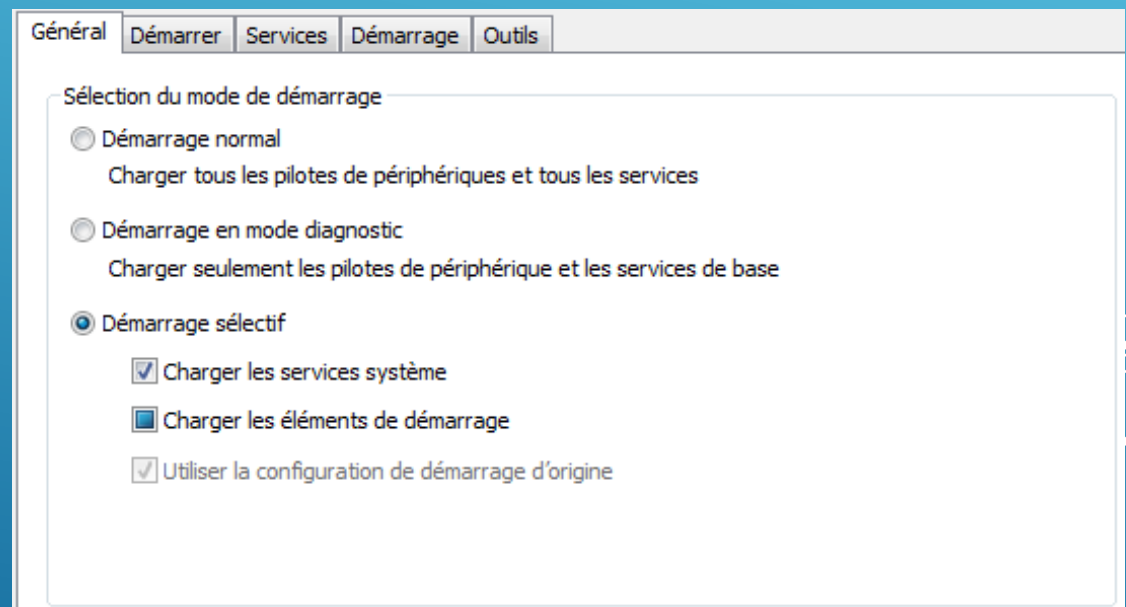 Général Démarrer Services Démarrage Outils
Sélection du mode de démarrage
Démarrage normal
Charger tous les pilotes de périphériques et tous les services
Démarrage en mode diagnostic
Charger seulement les pilotes de périphérique et les services de base
Démarrage sélectif
Charger les services système
Charger les éléments de démarrage
Utiliser la configuration de démarrage d'origine